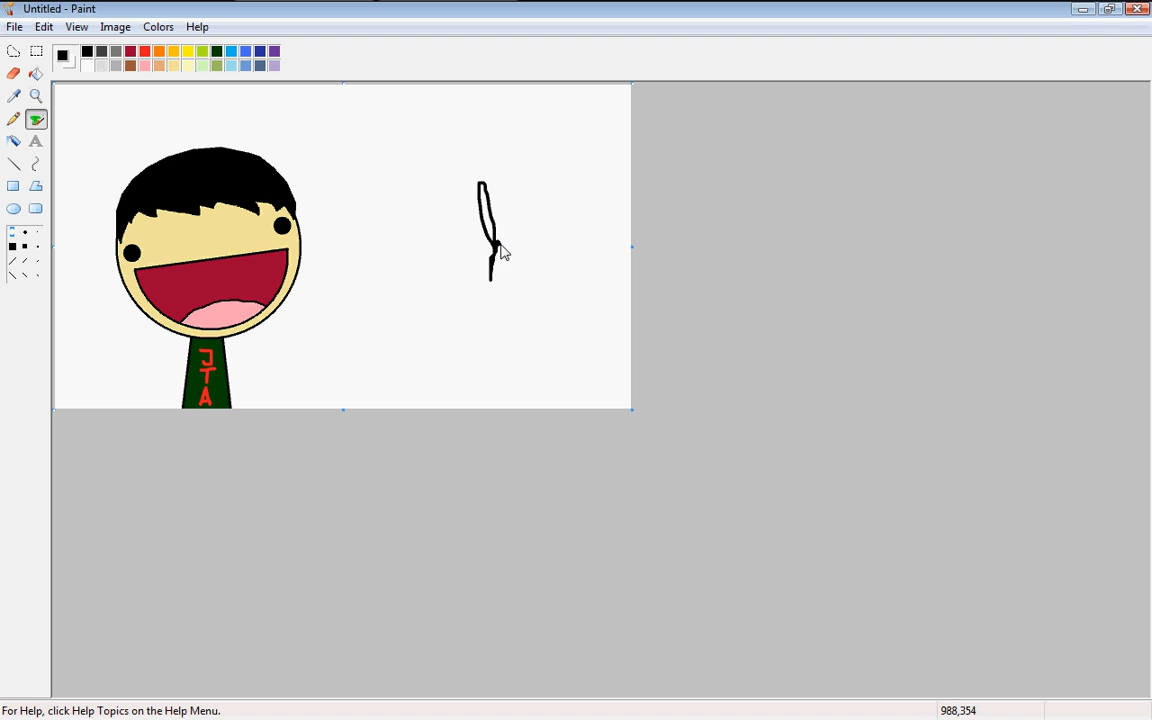 Untitled - Paint
File Edit View Image Colors Help
A
J
T
A
For Help, click Help Topics on the Help Menu. 988,354